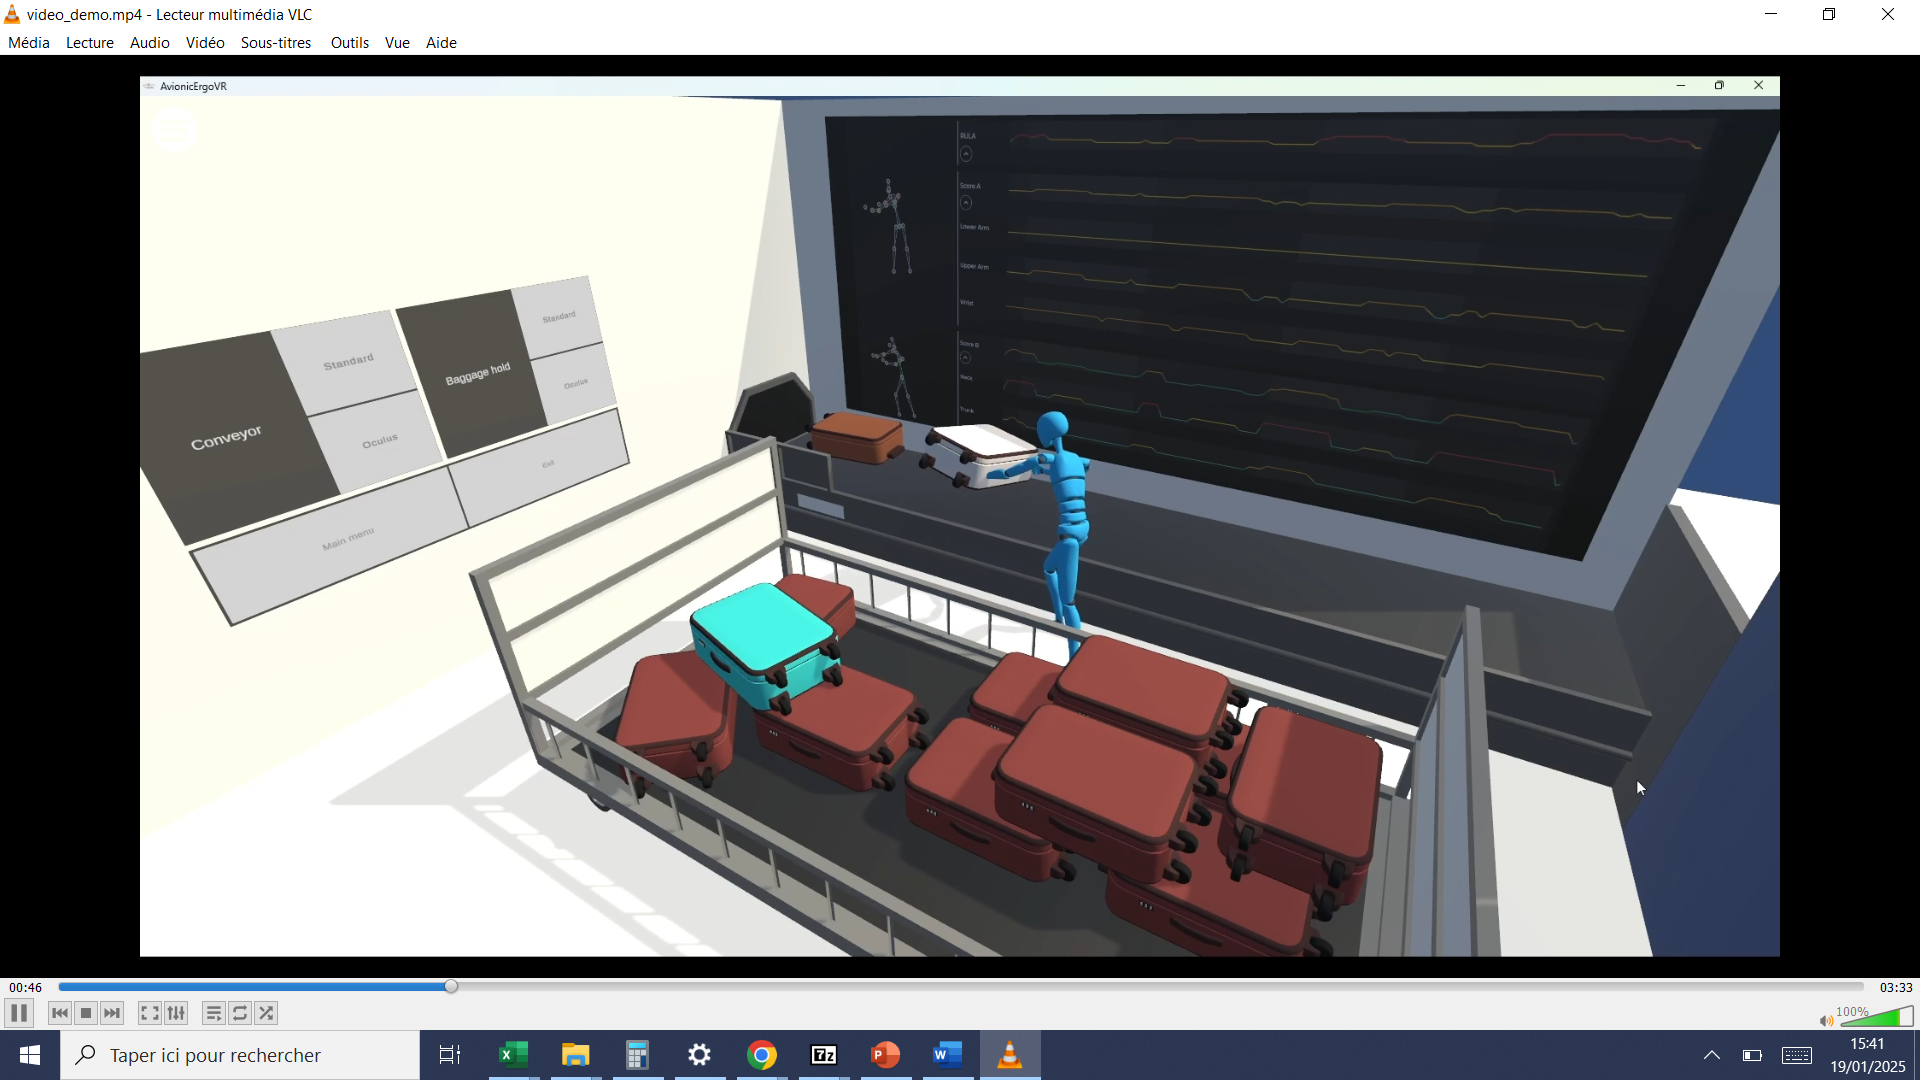 video_demo.mp4 - Lecteur multimédia VLC
Média Lecture Audio Vidéo Sous-titres Outils Vue Aide
AvionicErgoVR
RULA
Score A
Lower Arm
Upper Arm
Wrist
Score B
Neck
Trunk
Conveyor
Standard
Oculus
Baggage hold
Standard
Oculus
Main menu
Exit
00:46
03:33
100%
Taper ici pour rechercher
15:41
19/01/2025